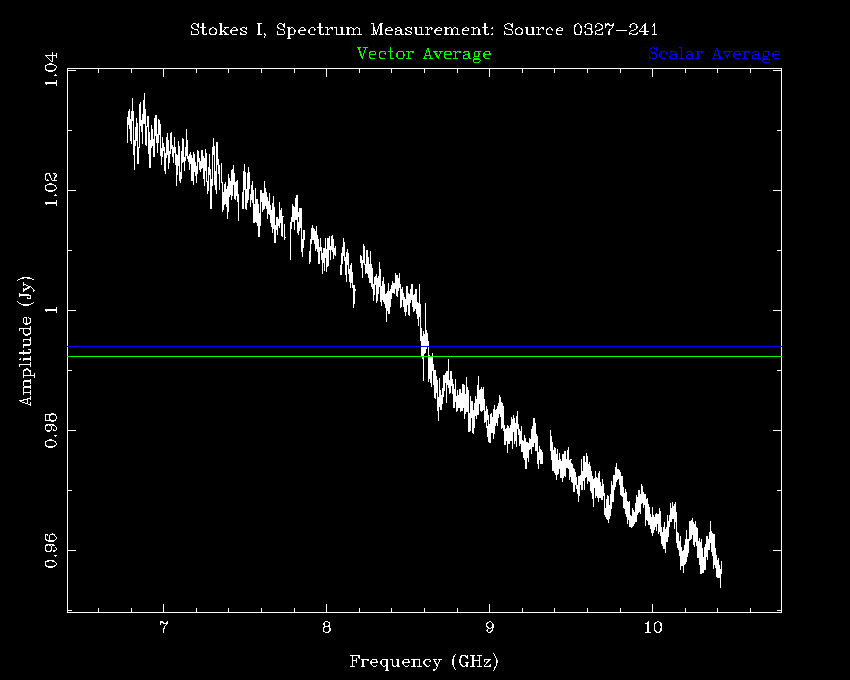 Stokes I, Spectrum Measurement: Source 0327-241
Vector Average Scalar Average
1.04
1.02
1
0.98
0.96
Amplitude (Jy)
7 8 9 10
Frequency (GHz)